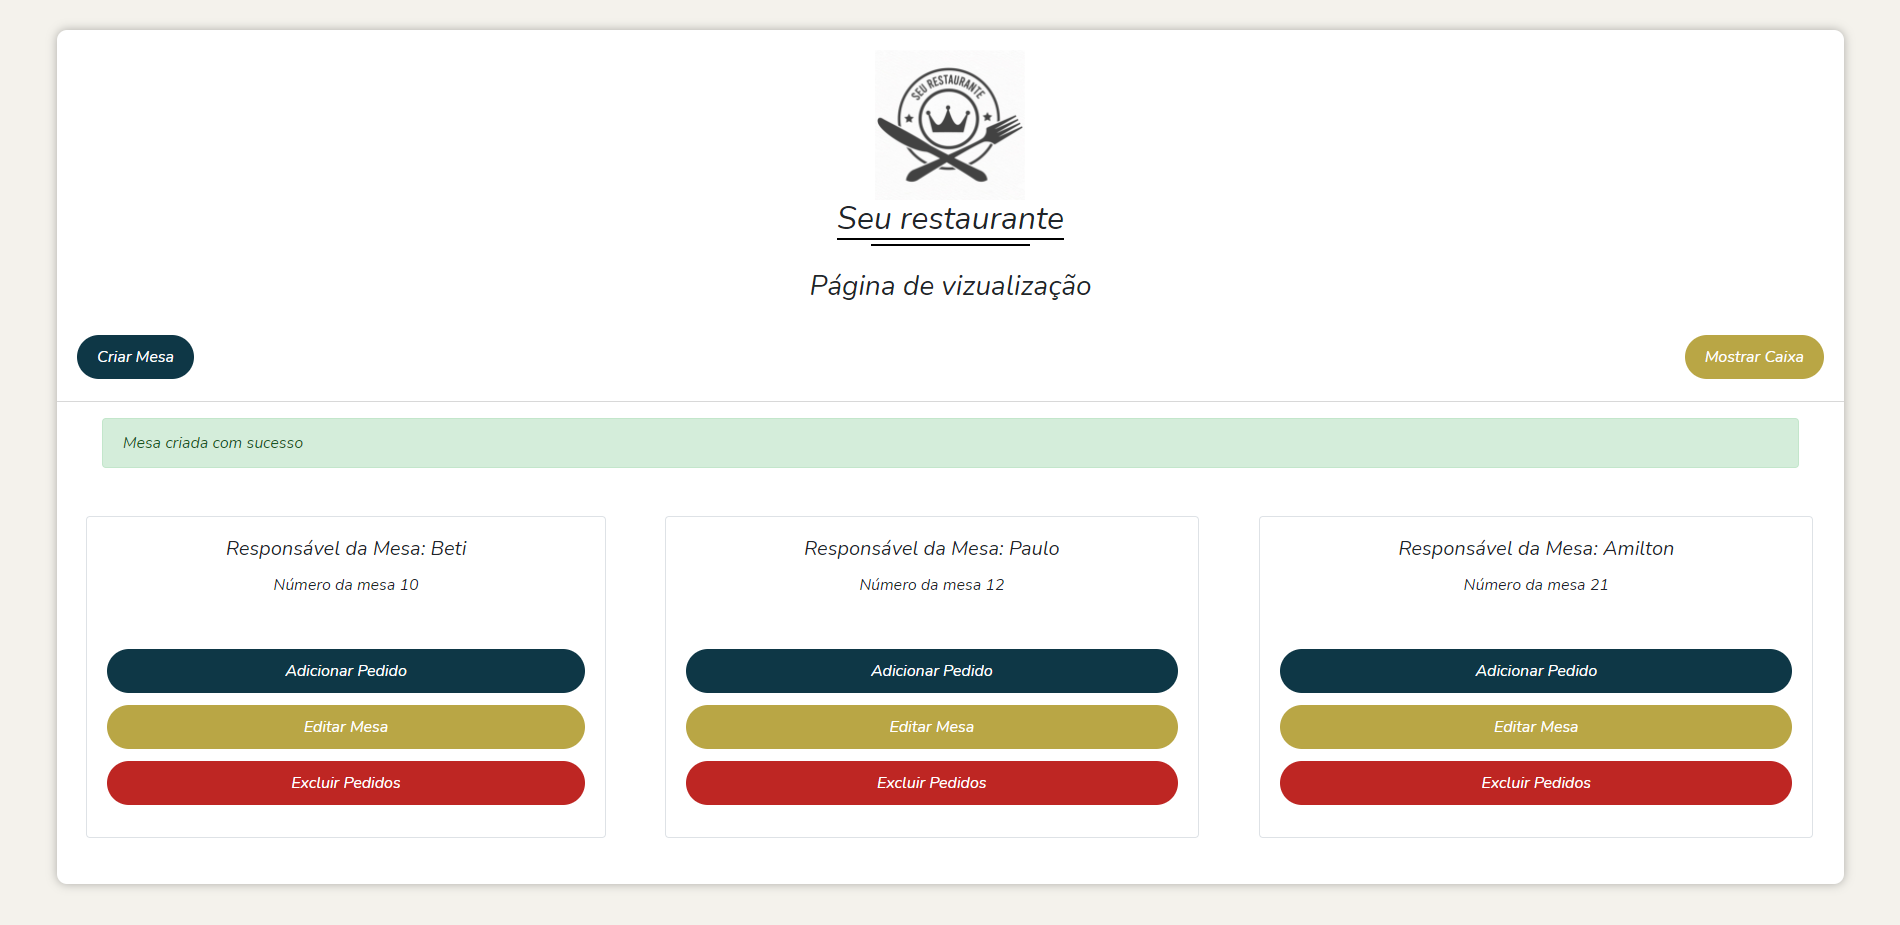 SEU RESTAURANTE
Seu restaurante
Página de vizualização
Criar Mesa
Mostrar Caixa
Mesa criada com sucesso
Responsável da Mesa: Beti
Número da mesa 10
Adicionar Pedido
Editar Mesa
Excluir Pedidos
Responsável da Mesa: Paulo
Número da mesa 12
Adicionar Pedido
Editar Mesa
Excluir Pedidos
Responsável da Mesa: Amilton
Número da mesa 21
Adicionar Pedido
Editar Mesa
Excluir Pedidos